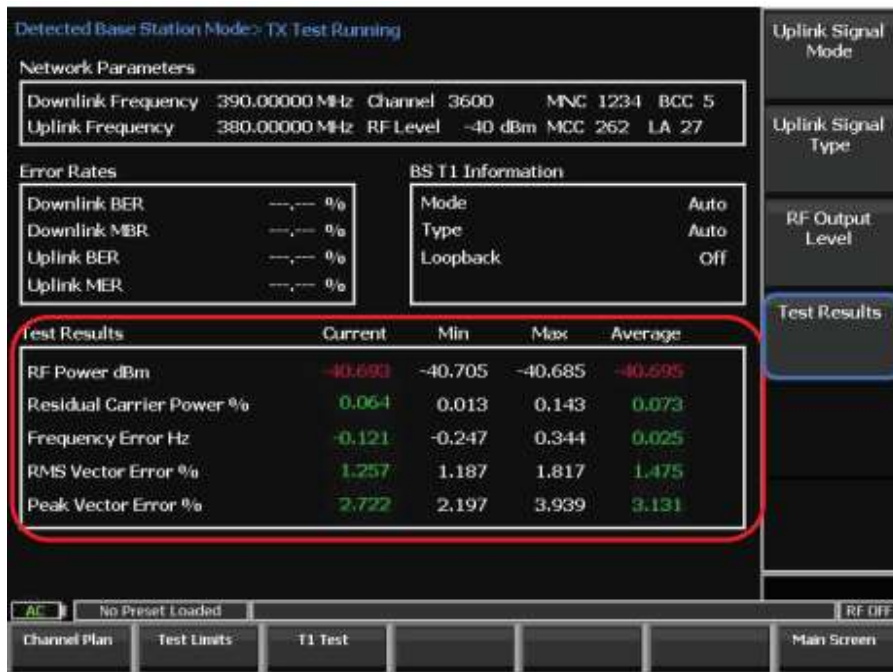 Detected Base Station Mode:- TX Test Running
Network Parameters
Downlink Frequency 390.00000 MHz Channel 3600 MNC 1234 BCC 5
Uplink Frequency 380.00000 MHz RF Level -40 dBm MCC 262 LA 27
Error Rates
Downlink BER ---.--- %
Downlink MBR ---.--- %
Uplink BER ---.--- %
Uplink MER ---.--- %
BS T1 Information
Mode Auto
Type Auto
Loopback Off
Test Results Current Min Max Average
RF Power dBm -40.693 -40.705 -40.685 -40.695
Residual Carrier Power % 0.064 0.013 0.143 0.073
Frequency Error Hz -0.121 -0.247 0.344 0.025
RMS Vector Error % 1.257 1.187 1.817 1.475
Peak Vector Error % 2.722 2.197 3.939 3.131
Uplink Signal
Mode
Uplink Signal
Type
RF Output
Level
Test Results
AC No Preset Loaded RF OFF
Channel Plan Test Limits T1 Test Main Screen